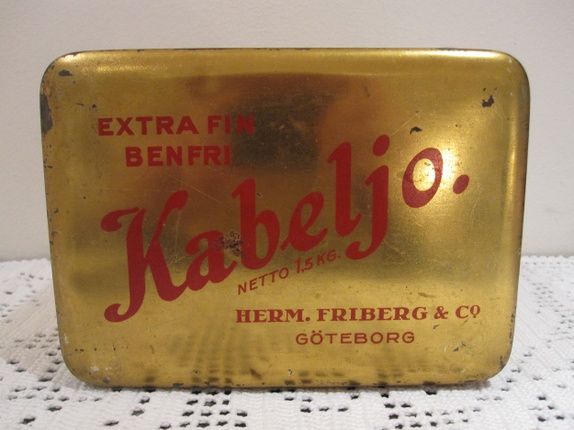 EXTRA FIN
BENFRI
Kabeljo.
NETTO 1,5 KG.
HERM. FRIBERG & Cº
GÖTEBORG